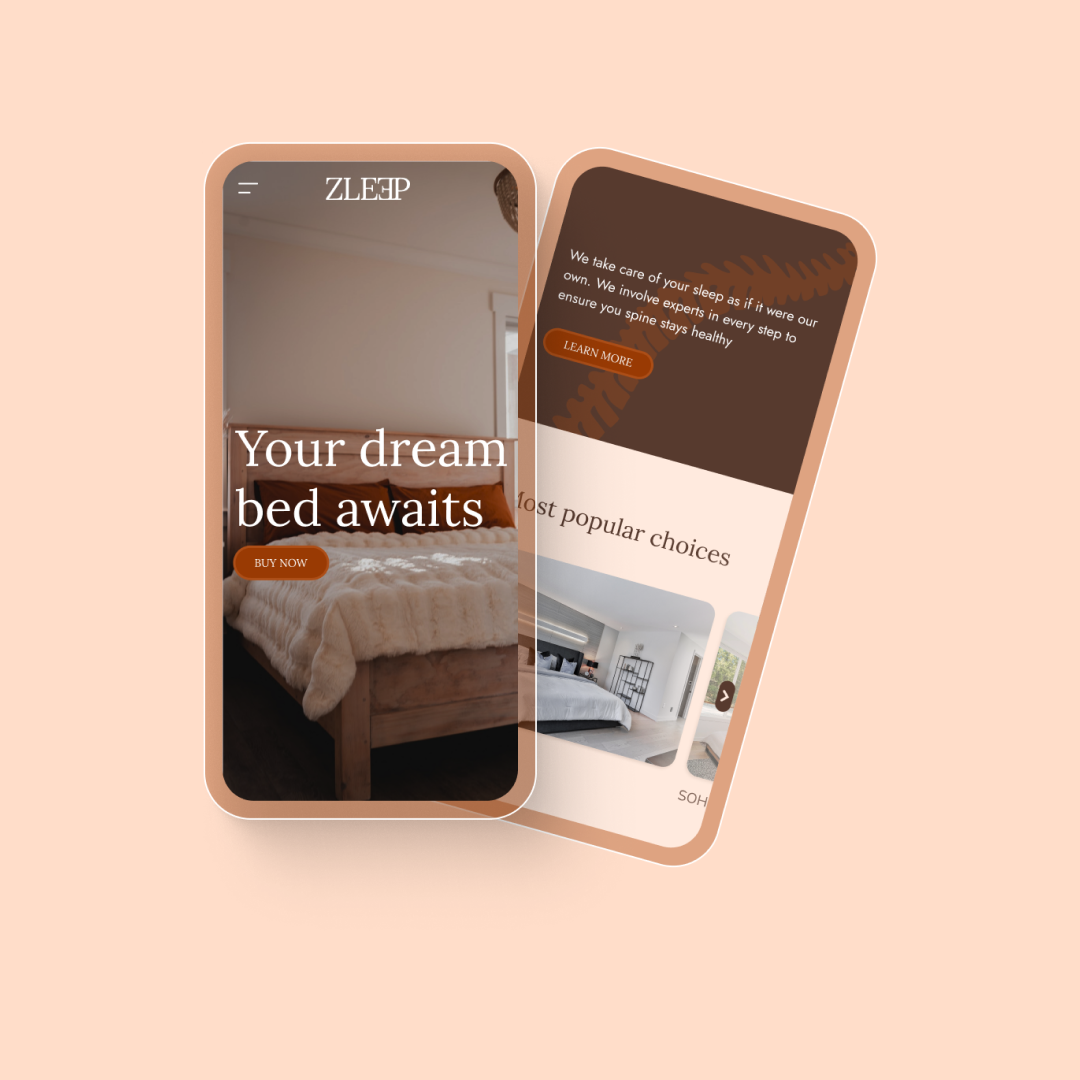 ZLEEP
Your dream
bed awaits
BUY NOW
We take care of your sleep as if it were our
own. We involve experts in every step to
ensure you spine stays healthy
LEARN MORE
Most popular choices
SOH